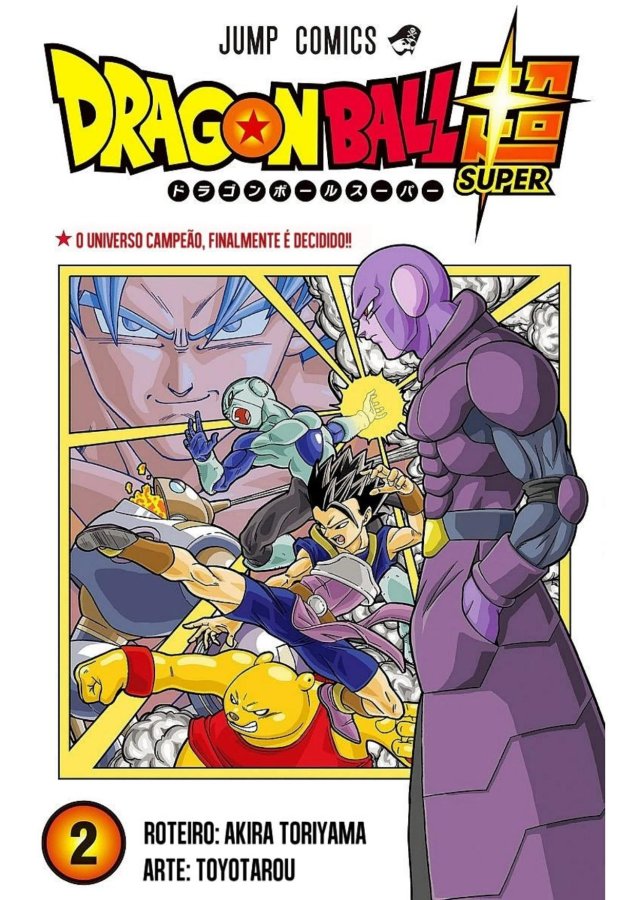 JUMP COMICS
DRAGON BALL 超
SUPER
ドラゴンボールスーパー
★ O UNIVERSO CAMPEÃO, FINALMENTE É DECIDIDO!!
2
ROTEIRO: AKIRA TORIYAMA
ARTE: TOYOTAROU